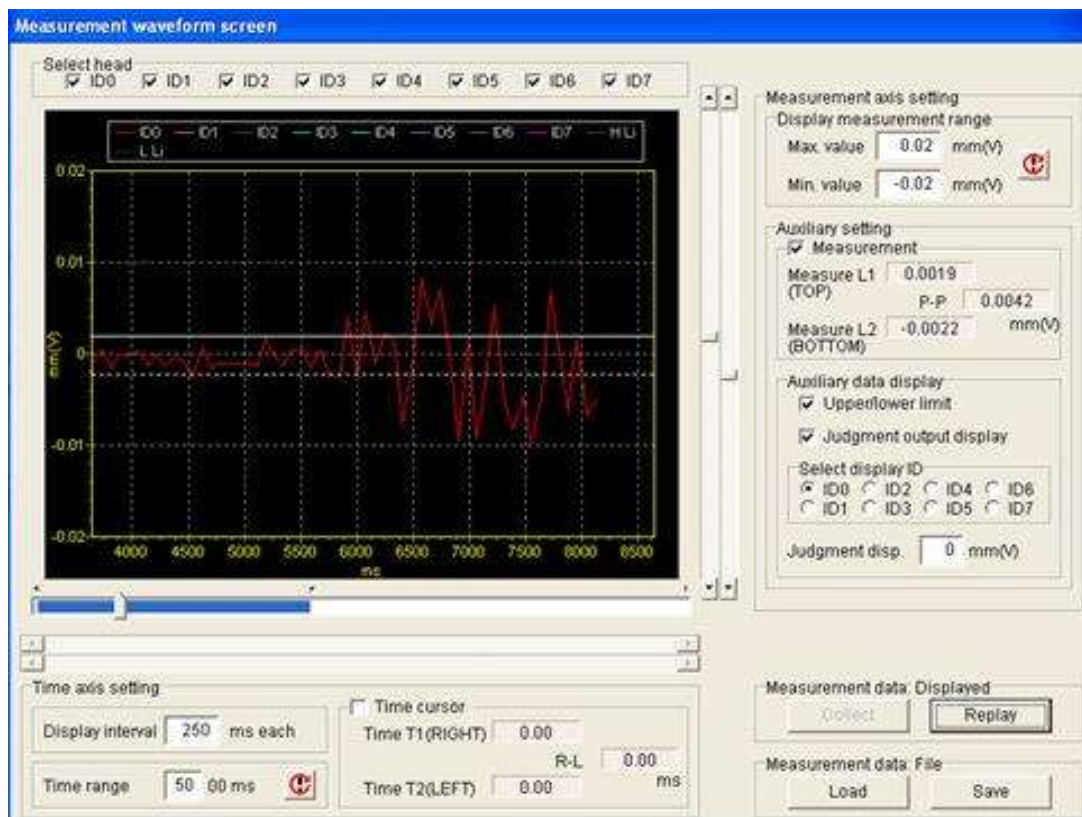 Measurement waveform screen
Select head
ID0 ID1 ID2 ID3 ID4 ID5 ID6 ID7
ID0 ID1 ID2 ID3 ID4 ID5 ID6 ID7 H Li
L Li
0.02
0.01
0
-0.01
-0.02
mm(V)
4000 4500 5000 5500 6000 6500 7000 7500 8000 8500
ms
Measurement axis setting
Display measurement range
Max. value 0.02 mm(V)
Min. value -0.02 mm(V)
Auxiliary setting
Measurement
Measure L1 0.0019
(TOP)
P-P 0.0042
mm(V)
Measure L2 -0.0022
(BOTTOM)
Auxiliary data display
Upper/lower limit
Judgment output display
Select display ID
ID0 ID2 ID4 ID6
ID1 ID3 ID5 ID7
Judgment disp. 0 mm(V)
Time axis setting
Display interval 250 ms each
Time range 50 00 ms
Time cursor
Time T1(RIGHT) 0.00
R-L 0.00
ms
Time T2(LEFT) 0.00
Measurement data: Displayed
Collect Replay
Measurement data: File
Load Save